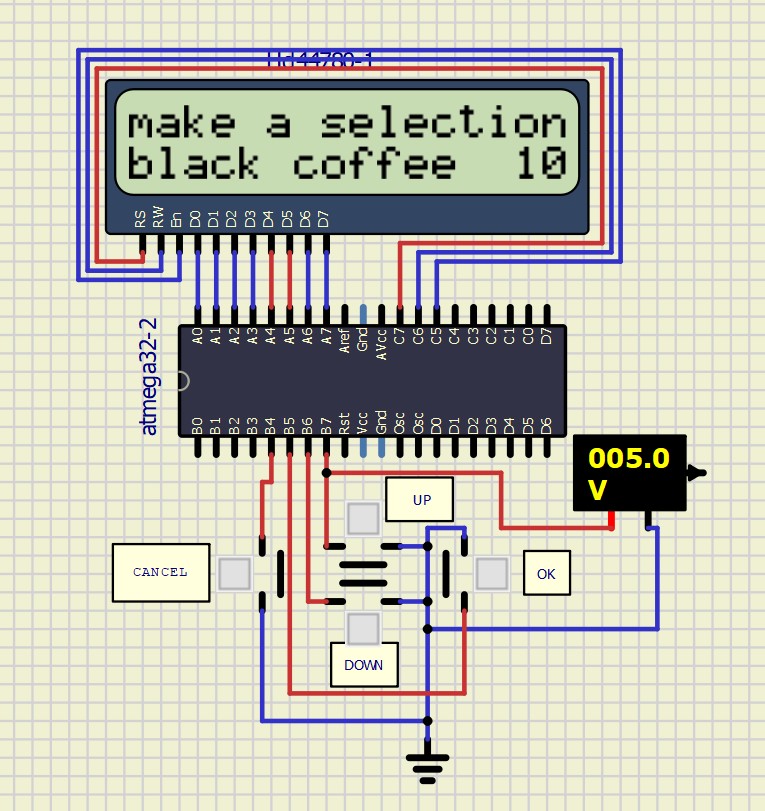 Hd44780-1
make a selection
black coffee 10
RS RW En D0 D1 D2 D3 D4 D5 D6 D7
atmega32-2
A0 A1 A2 A3 A4 A5 A6 A7 Aref Gnd AVcc C7 C6 C5 C4 C3 C2 C1 C0 D7
B0 B1 B2 B3 B4 B5 B6 B7 Rst Vcc Gnd Osc Osc D0 D1 D2 D3 D4 D5 D6
005.0
V
UP
CANCEL
OK
DOWN